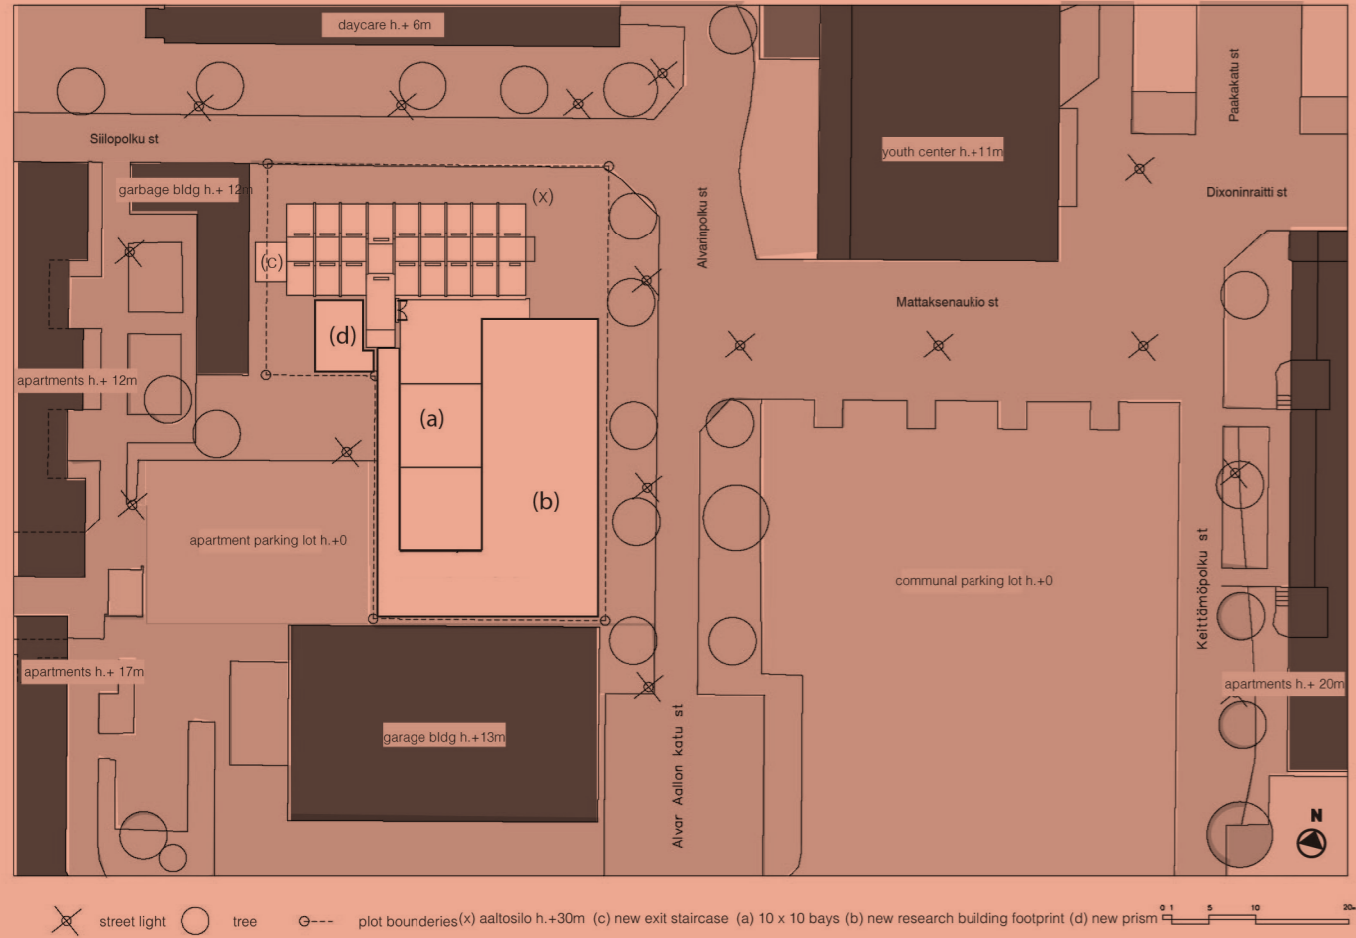 daycare h.+ 6m
Paakakatu st
Siilopolku st
youth center h.+11m
garbage bldg h.+ 12m
(x)
Dixoninraitti st
Alvarinpolku st
(c)
Mattaksenaukio st
(d)
apartments h.+ 12m
(a)
(b)
apartment parking lot h.+0
communal parking lot h.+0
Keittämöpolku st
apartments h.+ 17m
apartments h.+ 20m
garage bldg h.+13m
Alvar Aallon katu st
N
street light tree plot bounderies (x) aaltosilo h.+30m (c) new exit staircase (a) 10 x 10 bays (b) new research building footprint (d) new prism 0 1 5 10 20